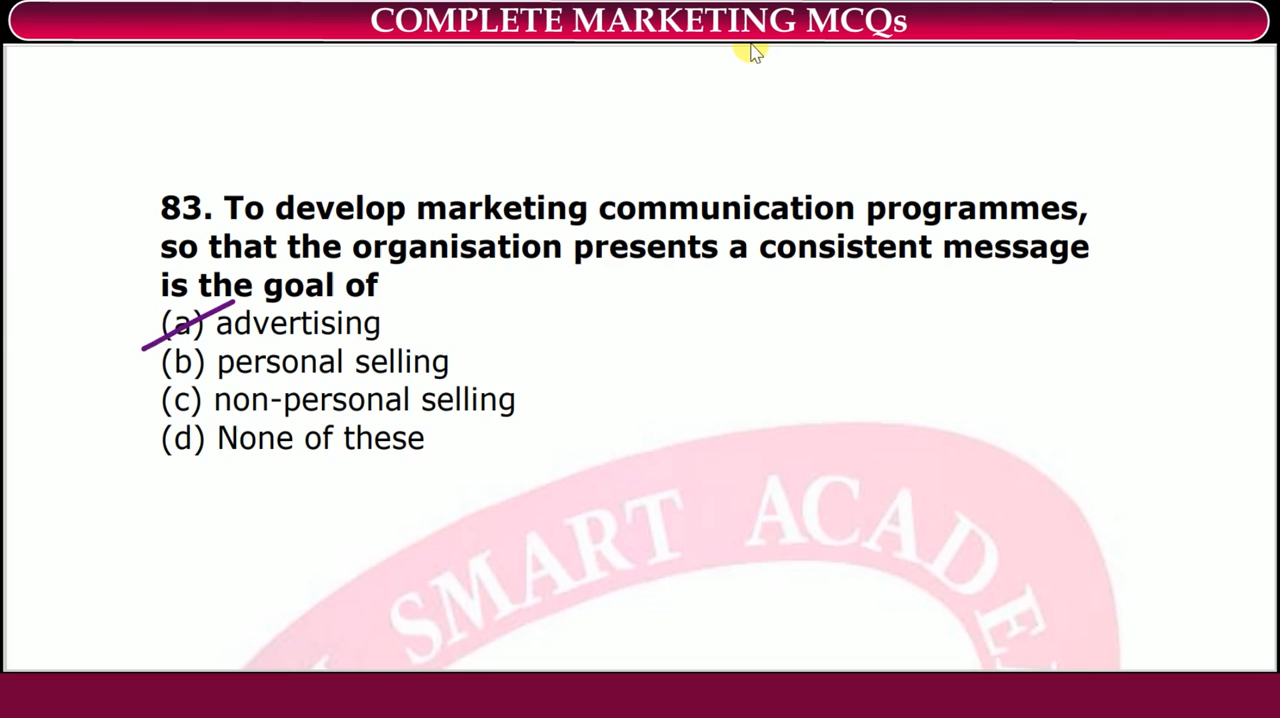 COMPLETE MARKETING MCQs
83. To develop marketing communication programmes,
so that the organisation presents a consistent message
is the goal of
(a) advertising
(b) personal selling
(c) non-personal selling
(d) None of these
SMART ACADE